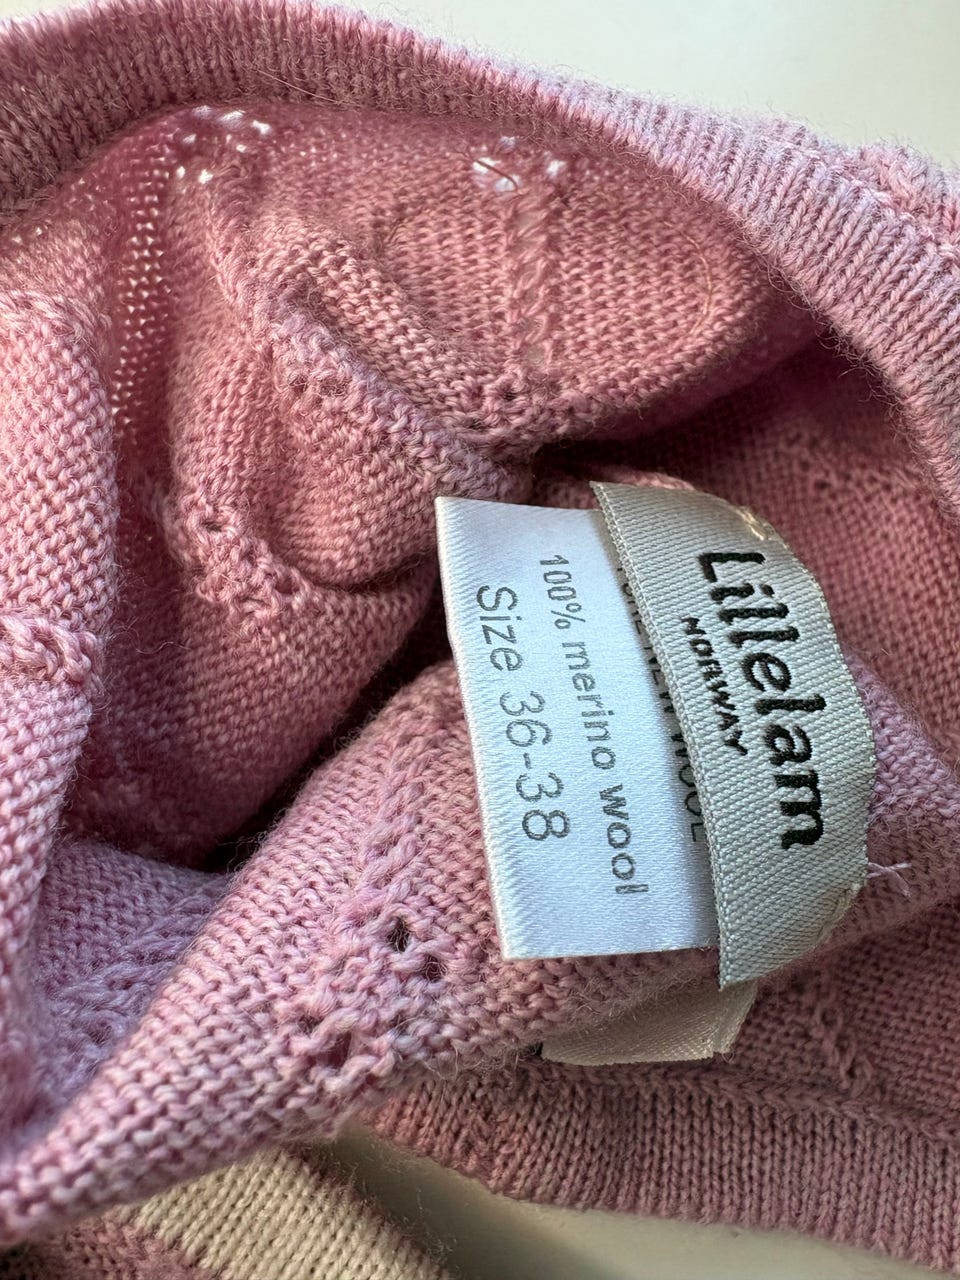 Lillelam
NORWAY
100% merino wool
Size 36-38